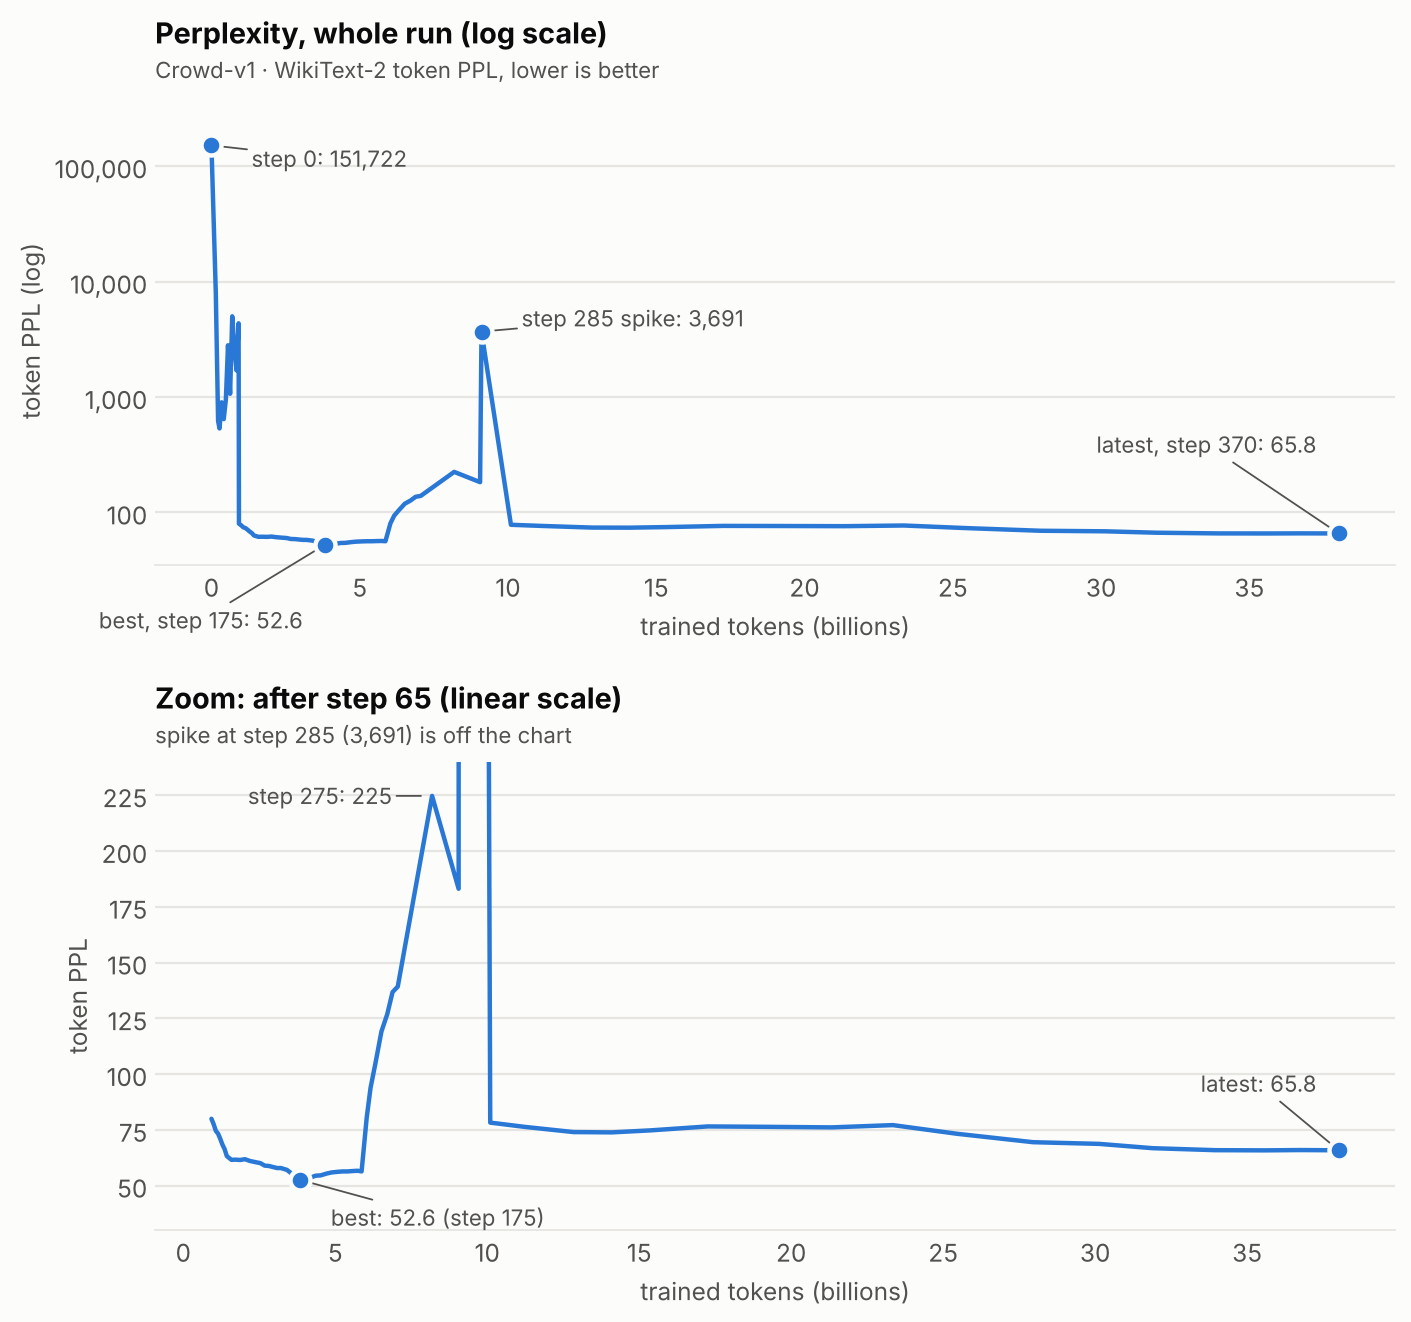 Perplexity, whole run (log scale)
Crowd-v1 · WikiText-2 token PPL, lower is better
step 0: 151,722
100,000
10,000
step 285 spike: 3,691
token PPL (log)
1,000
latest, step 370: 65.8
100
0 5 10 15 20 25 30 35
best, step 175: 52.6
trained tokens (billions)
Zoom: after step 65 (linear scale)
spike at step 285 (3,691) is off the chart
step 275: 225
225
200
175
150
token PPL
125
100
latest: 65.8
75
50
best: 52.6 (step 175)
0 5 10 15 20 25 30 35
trained tokens (billions)